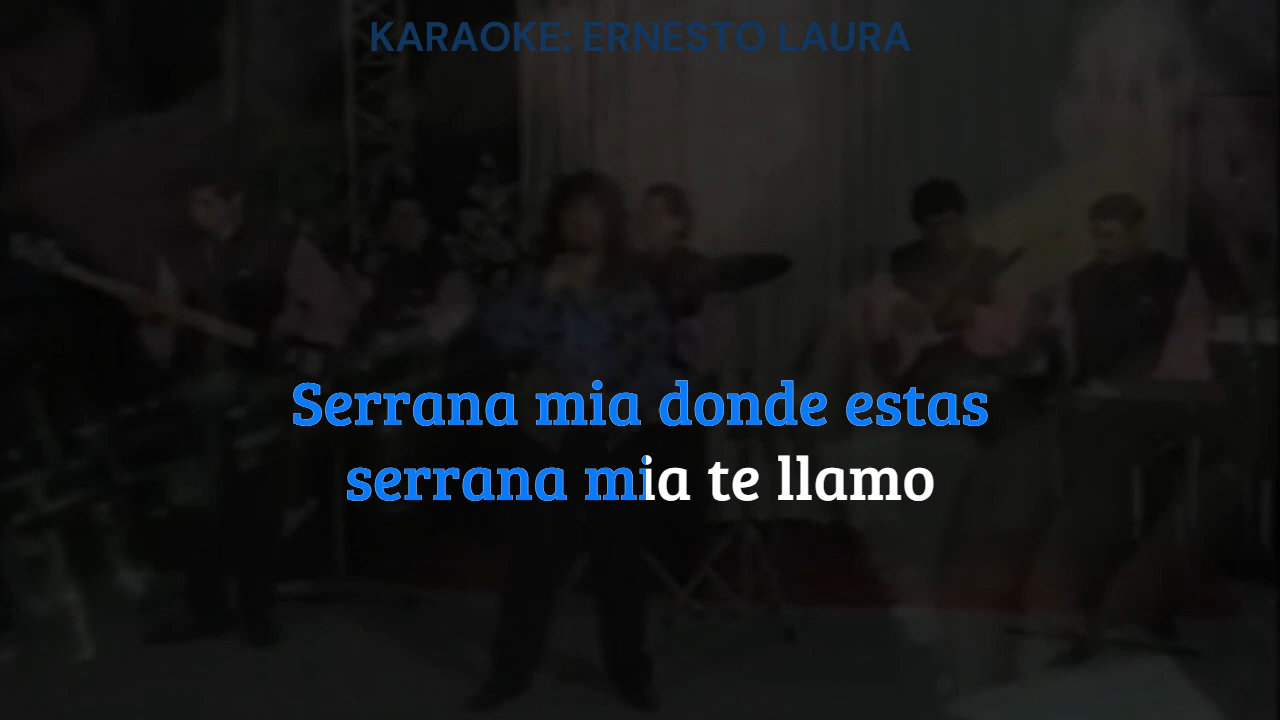 KARAOKE: ERNESTO LAURA
Serrana mia donde estas
serrana mia te llamo